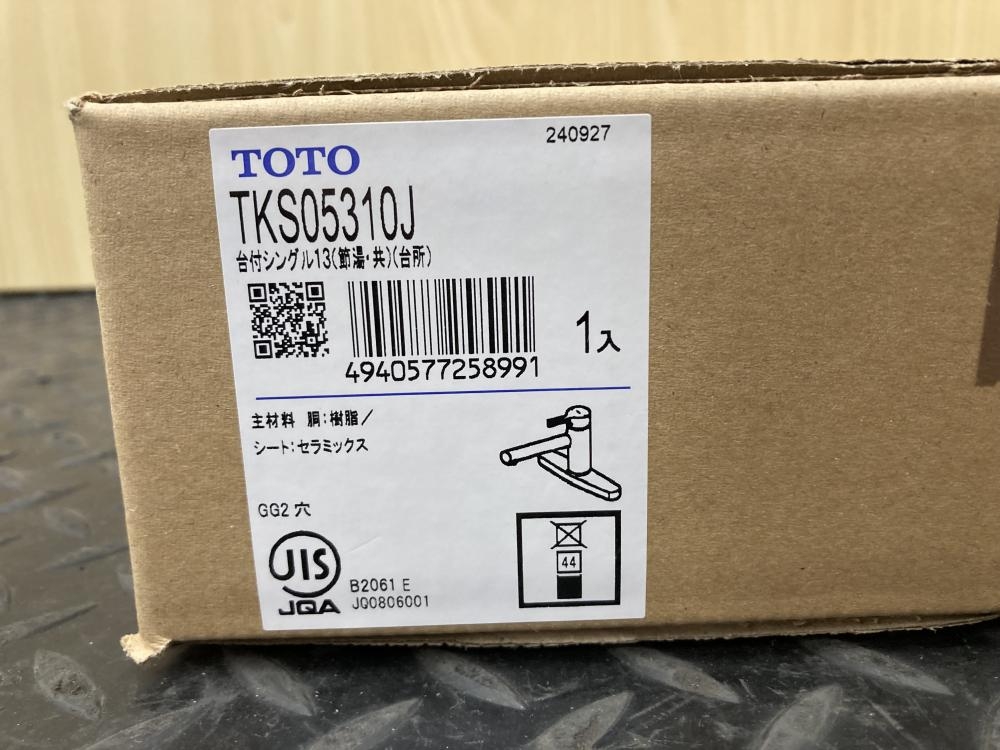 240927
TOTO
TKS05310J
台付シングル13(節湯・共)(台所)
1入
4940577258991
主材料 胴:樹脂/
シート:セラミックス
GG2 穴
44
JIS
JQA
B2061 E
JQ0806001